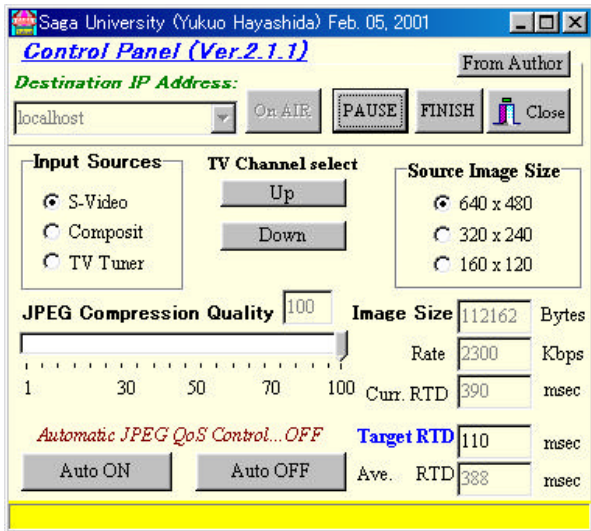 Saga University (Yukuo Hayashida) Feb. 05, 2001
Control Panel (Ver.2.1.1)
From Author
Destination IP Address:
localhost
On AIR
PAUSE
FINISH
Close
Input Sources
S-Video
Composit
TV Tuner
TV Channel select
Up
Down
Source Image Size
640 x 480
320 x 240
160 x 120
JPEG Compression Quality 100
1 30 50 70 100
Image Size 112162 Bytes
Rate 2300 Kbps
Curr. RTD 390 msec
Automatic JPEG QoS Control...OFF
Auto ON
Auto OFF
Target RTD 110 msec
Ave. RTD 388 msec